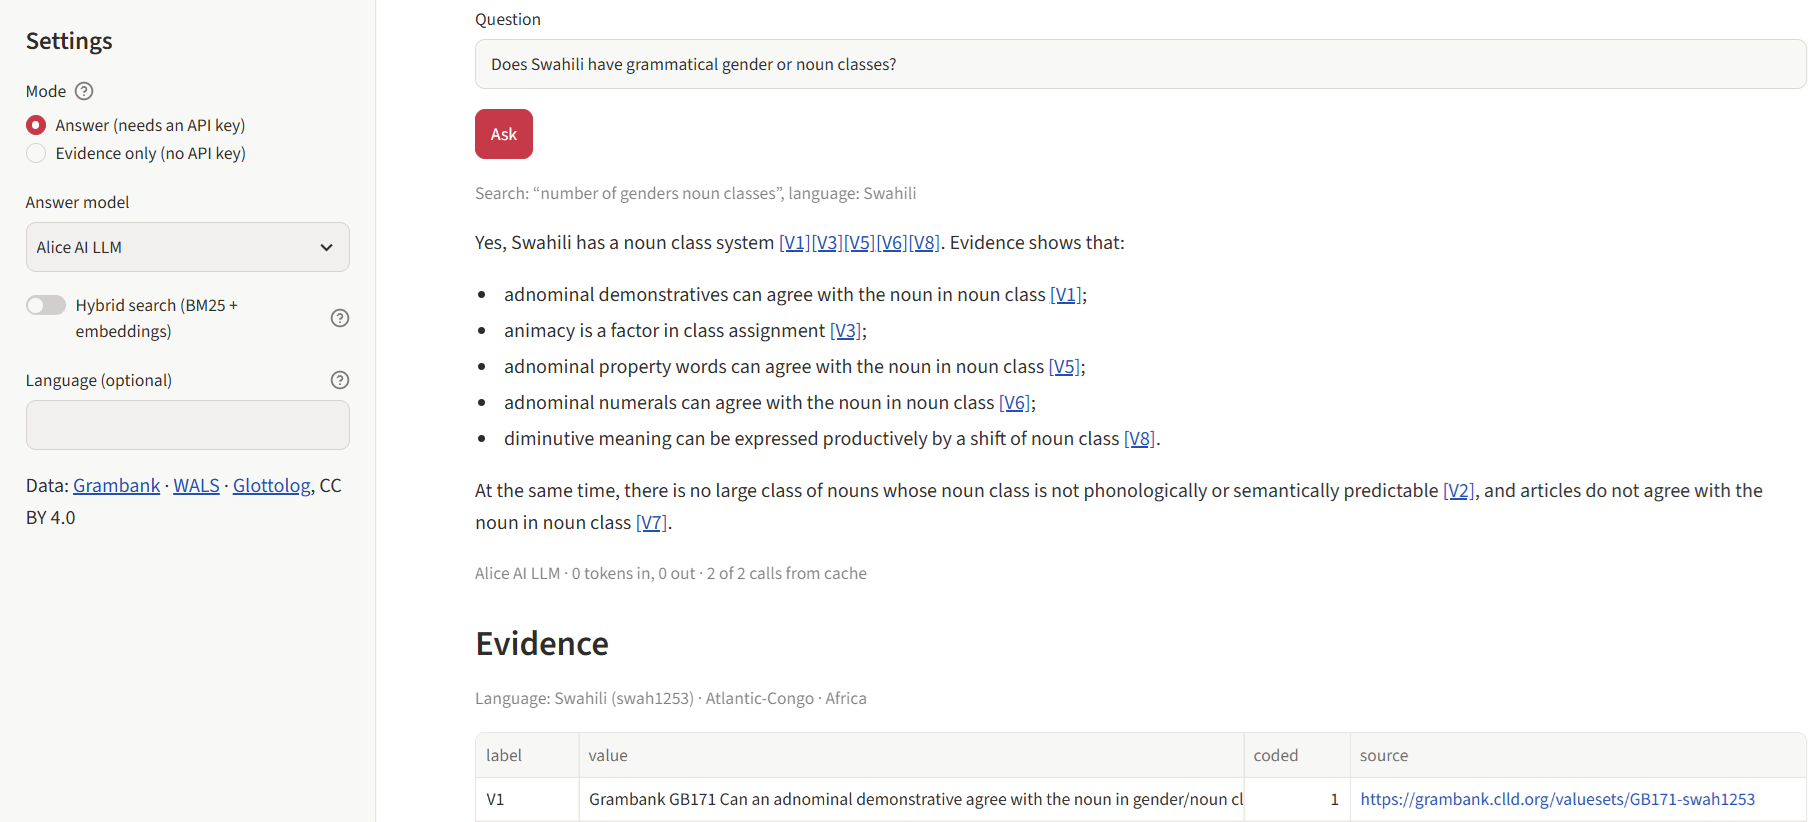 Settings
Mode
Answer (needs an API key)
Evidence only (no API key)
Answer model
Alice AI LLM
Hybrid search (BM25 +
embeddings)
Language (optional)
Data: Grambank · WALS · Glottolog, CC
BY 4.0
Question
Does Swahili have grammatical gender or noun classes?
Ask
Search: “number of genders noun classes”, language: Swahili
Yes, Swahili has a noun class system [V1][V3][V5][V6][V8]. Evidence shows that:
• adnominal demonstratives can agree with the noun in noun class [V1];
• animacy is a factor in class assignment [V3];
• adnominal property words can agree with the noun in noun class [V5];
• adnominal numerals can agree with the noun in noun class [V6];
• diminutive meaning can be expressed productively by a shift of noun class [V8].
At the same time, there is no large class of nouns whose noun class is not phonologically or semantically predictable [V2], and articles do not agree with the
noun in noun class [V7].
Alice AI LLM · 0 tokens in, 0 out · 2 of 2 calls from cache
Evidence
Language: Swahili (swah1253) · Atlantic-Congo · Africa
label value coded source
V1 Grambank GB171 Can an adnominal demonstrative agree with the noun in gender/noun cl 1 https://grambank.clld.org/valuesets/GB171-swah1253